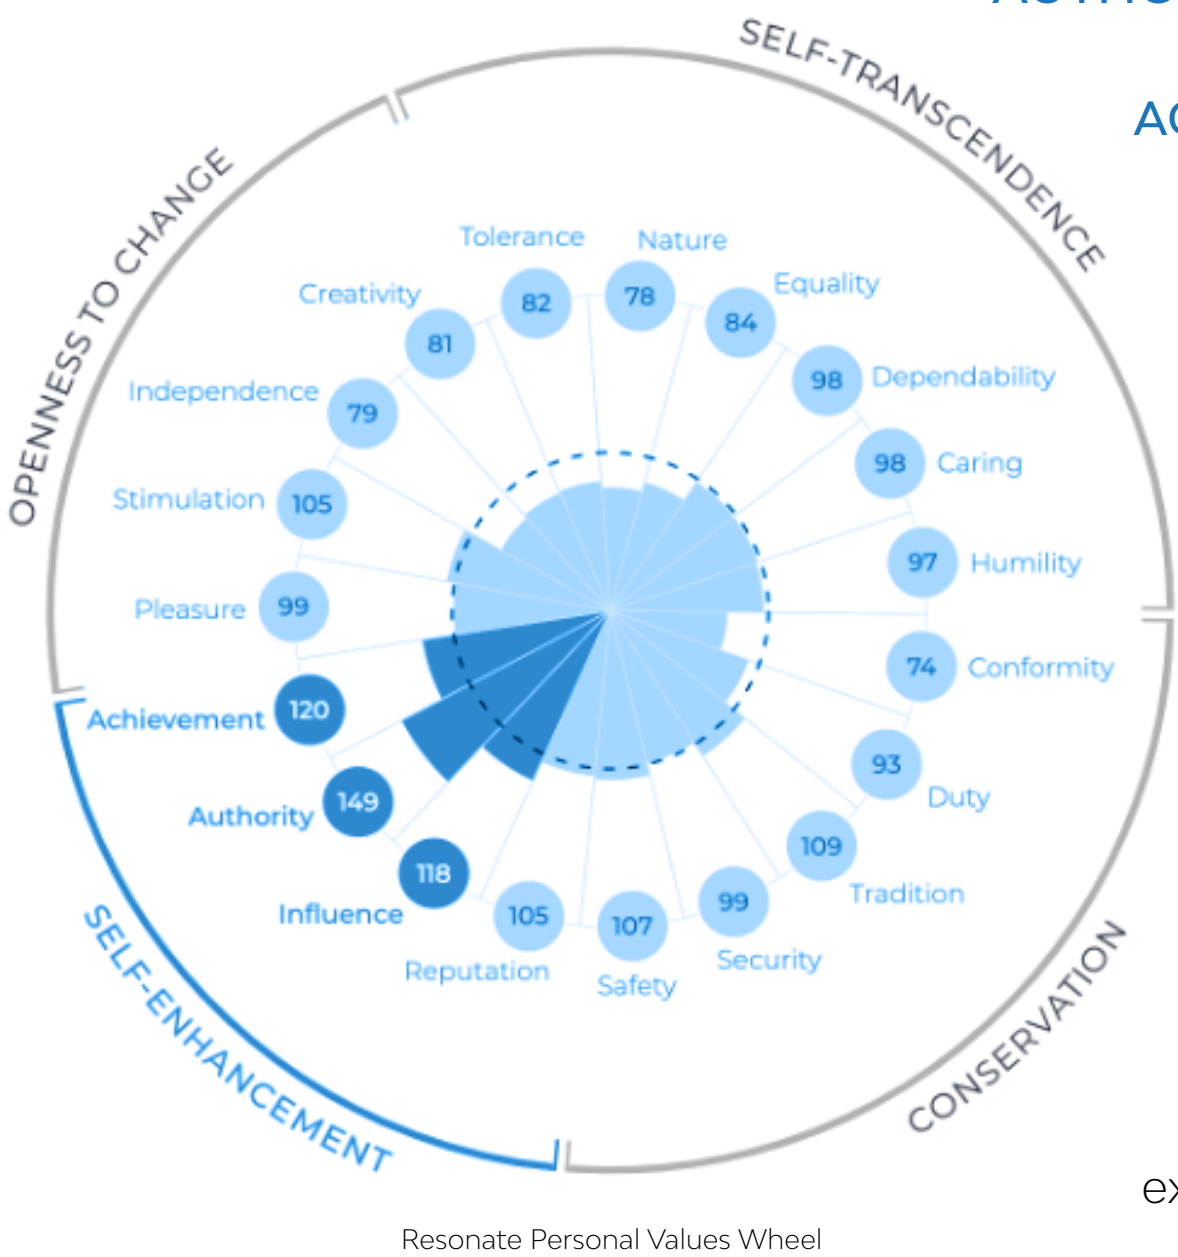 SELF-TRANSCENDENCE
OPENNESS TO CHANGE
Tolerance
82
Nature
78
Equality
84
Creativity
81
Dependability
98
Independence
79
Caring
98
Stimulation
105
Humility
97
Pleasure
99
Conformity
74
Achievement
120
Duty
93
Authority
149
Tradition
109
Influence
118
Security
99
Reputation
105
Safety
107
SELF-ENHANCEMENT
CONSERVATION
Resonate Personal Values Wheel